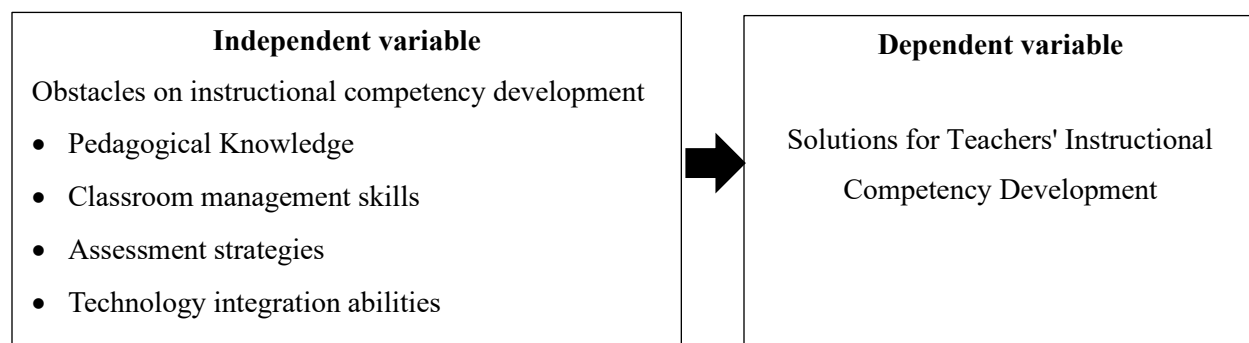 Independent variable
Obstacles on instructional competency development
• Pedagogical Knowledge
• Classroom management skills
• Assessment strategies
• Technology integration abilities
Dependent variable
Solutions for Teachers' Instructional
Competency Development